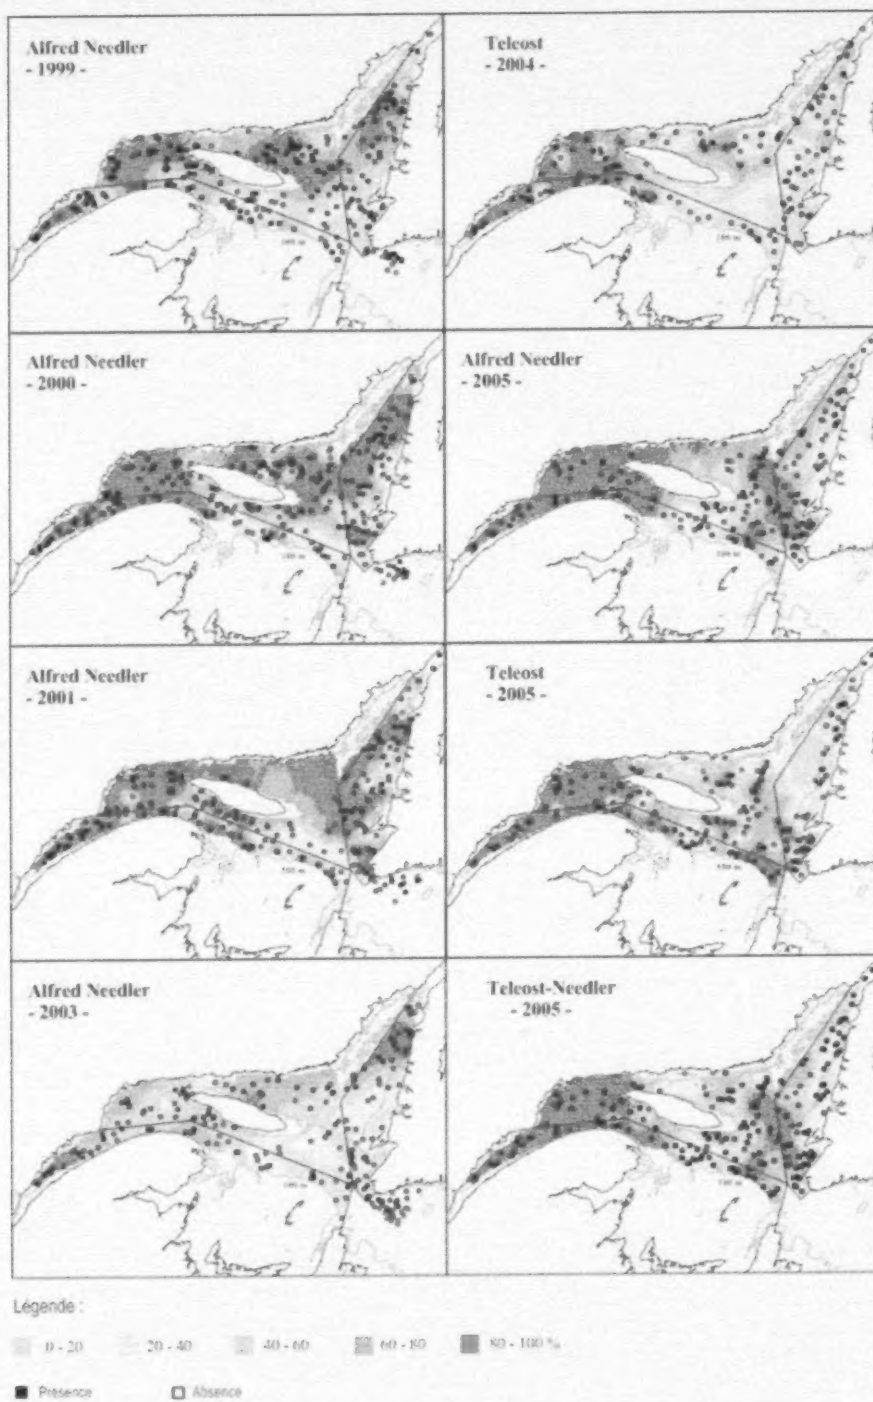 Alfred Needler
- 1999 -
Teleost
- 2004 -
Alfred Needler
- 2000 -
Alfred Needler
- 2005 -
Alfred Needler
- 2001 -
Teleost
- 2005 -
Alfred Needler
- 2003 -
Teleost-Needler
- 2005 -
Légende :
0 - 20
20 - 40
40 - 60
60 - 80
80 - 100 %
Présence
Absence